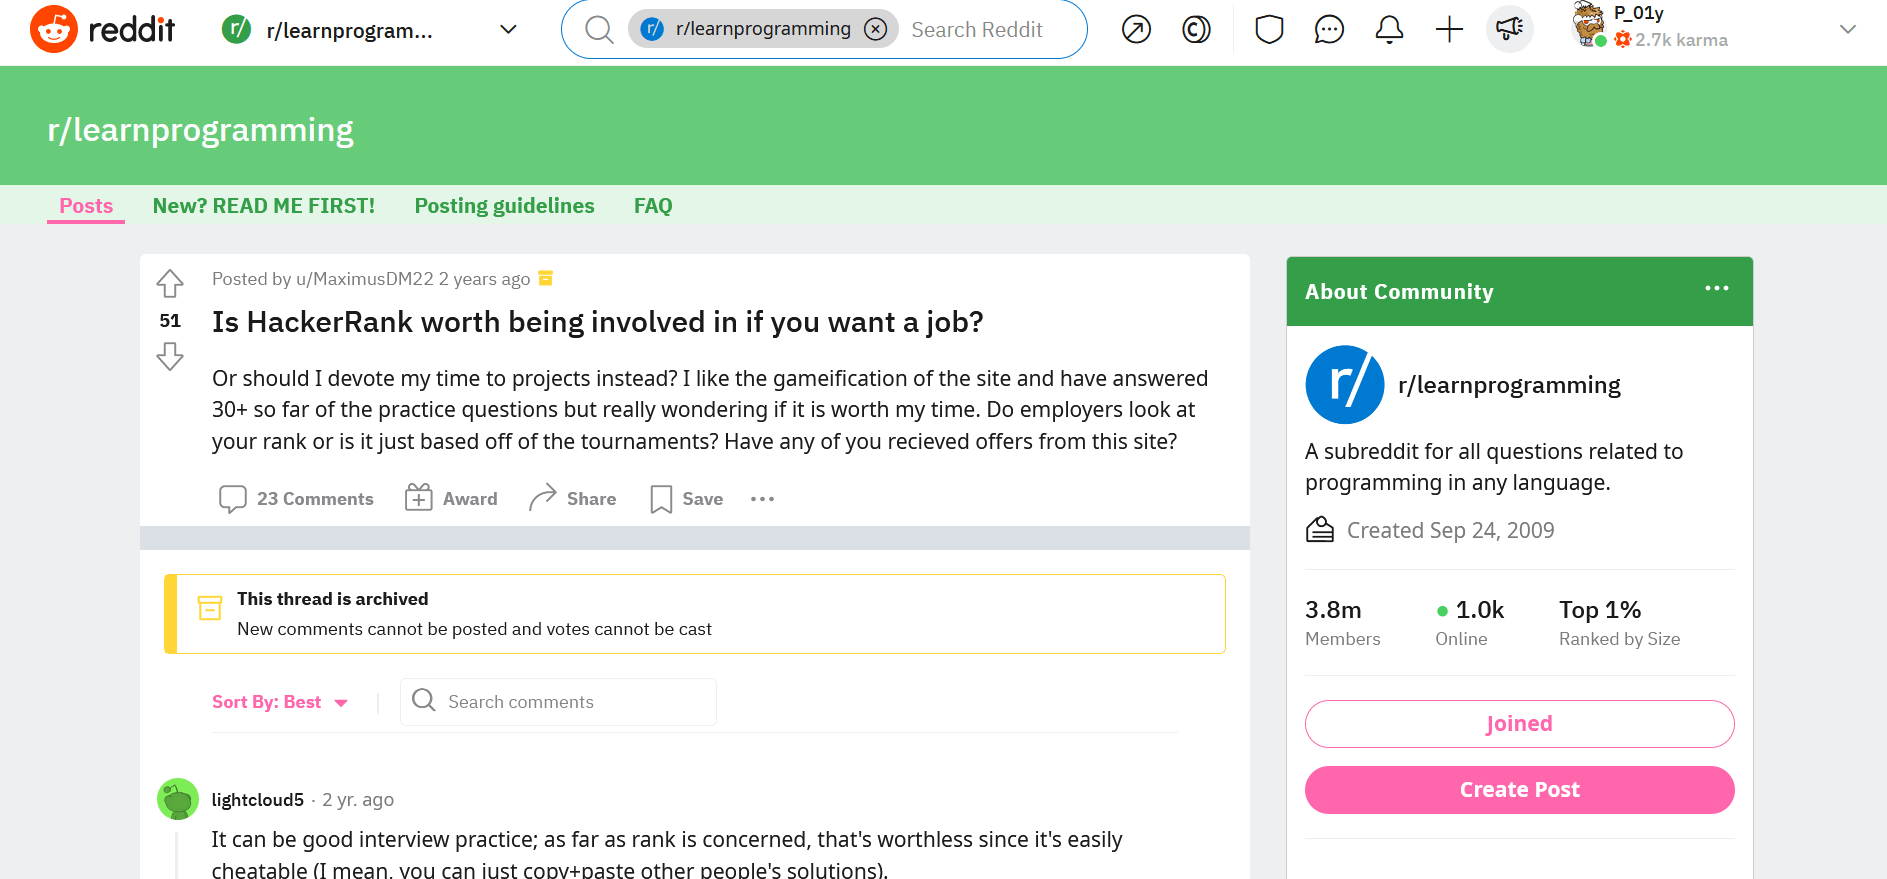 reddit
r/ r/learnprogram...
r/ r/learnprogramming Search Reddit
P_01y
2.7k karma
r/learnprogramming
Posts New? READ ME FIRST! Posting guidelines FAQ
Posted by u/MaximusDM22 2 years ago
51
Is HackerRank worth being involved in if you want a job?
Or should I devote my time to projects instead? I like the gameification of the site and have answered
30+ so far of the practice questions but really wondering if it is worth my time. Do employers look at
your rank or is it just based off of the tournaments? Have any of you recieved offers from this site?
23 Comments Award Share Save
This thread is archived
New comments cannot be posted and votes cannot be cast
Sort By: Best Search comments
lightcloud5 · 2 yr. ago
It can be good interview practice; as far as rank is concerned, that's worthless since it's easily
cheatable (I mean, you can just copy+paste other people's solutions).
About Community
r/ r/learnprogramming
A subreddit for all questions related to
programming in any language.
Created Sep 24, 2009
3.8m 1.0k Top 1%
Members Online Ranked by Size
Joined
Create Post